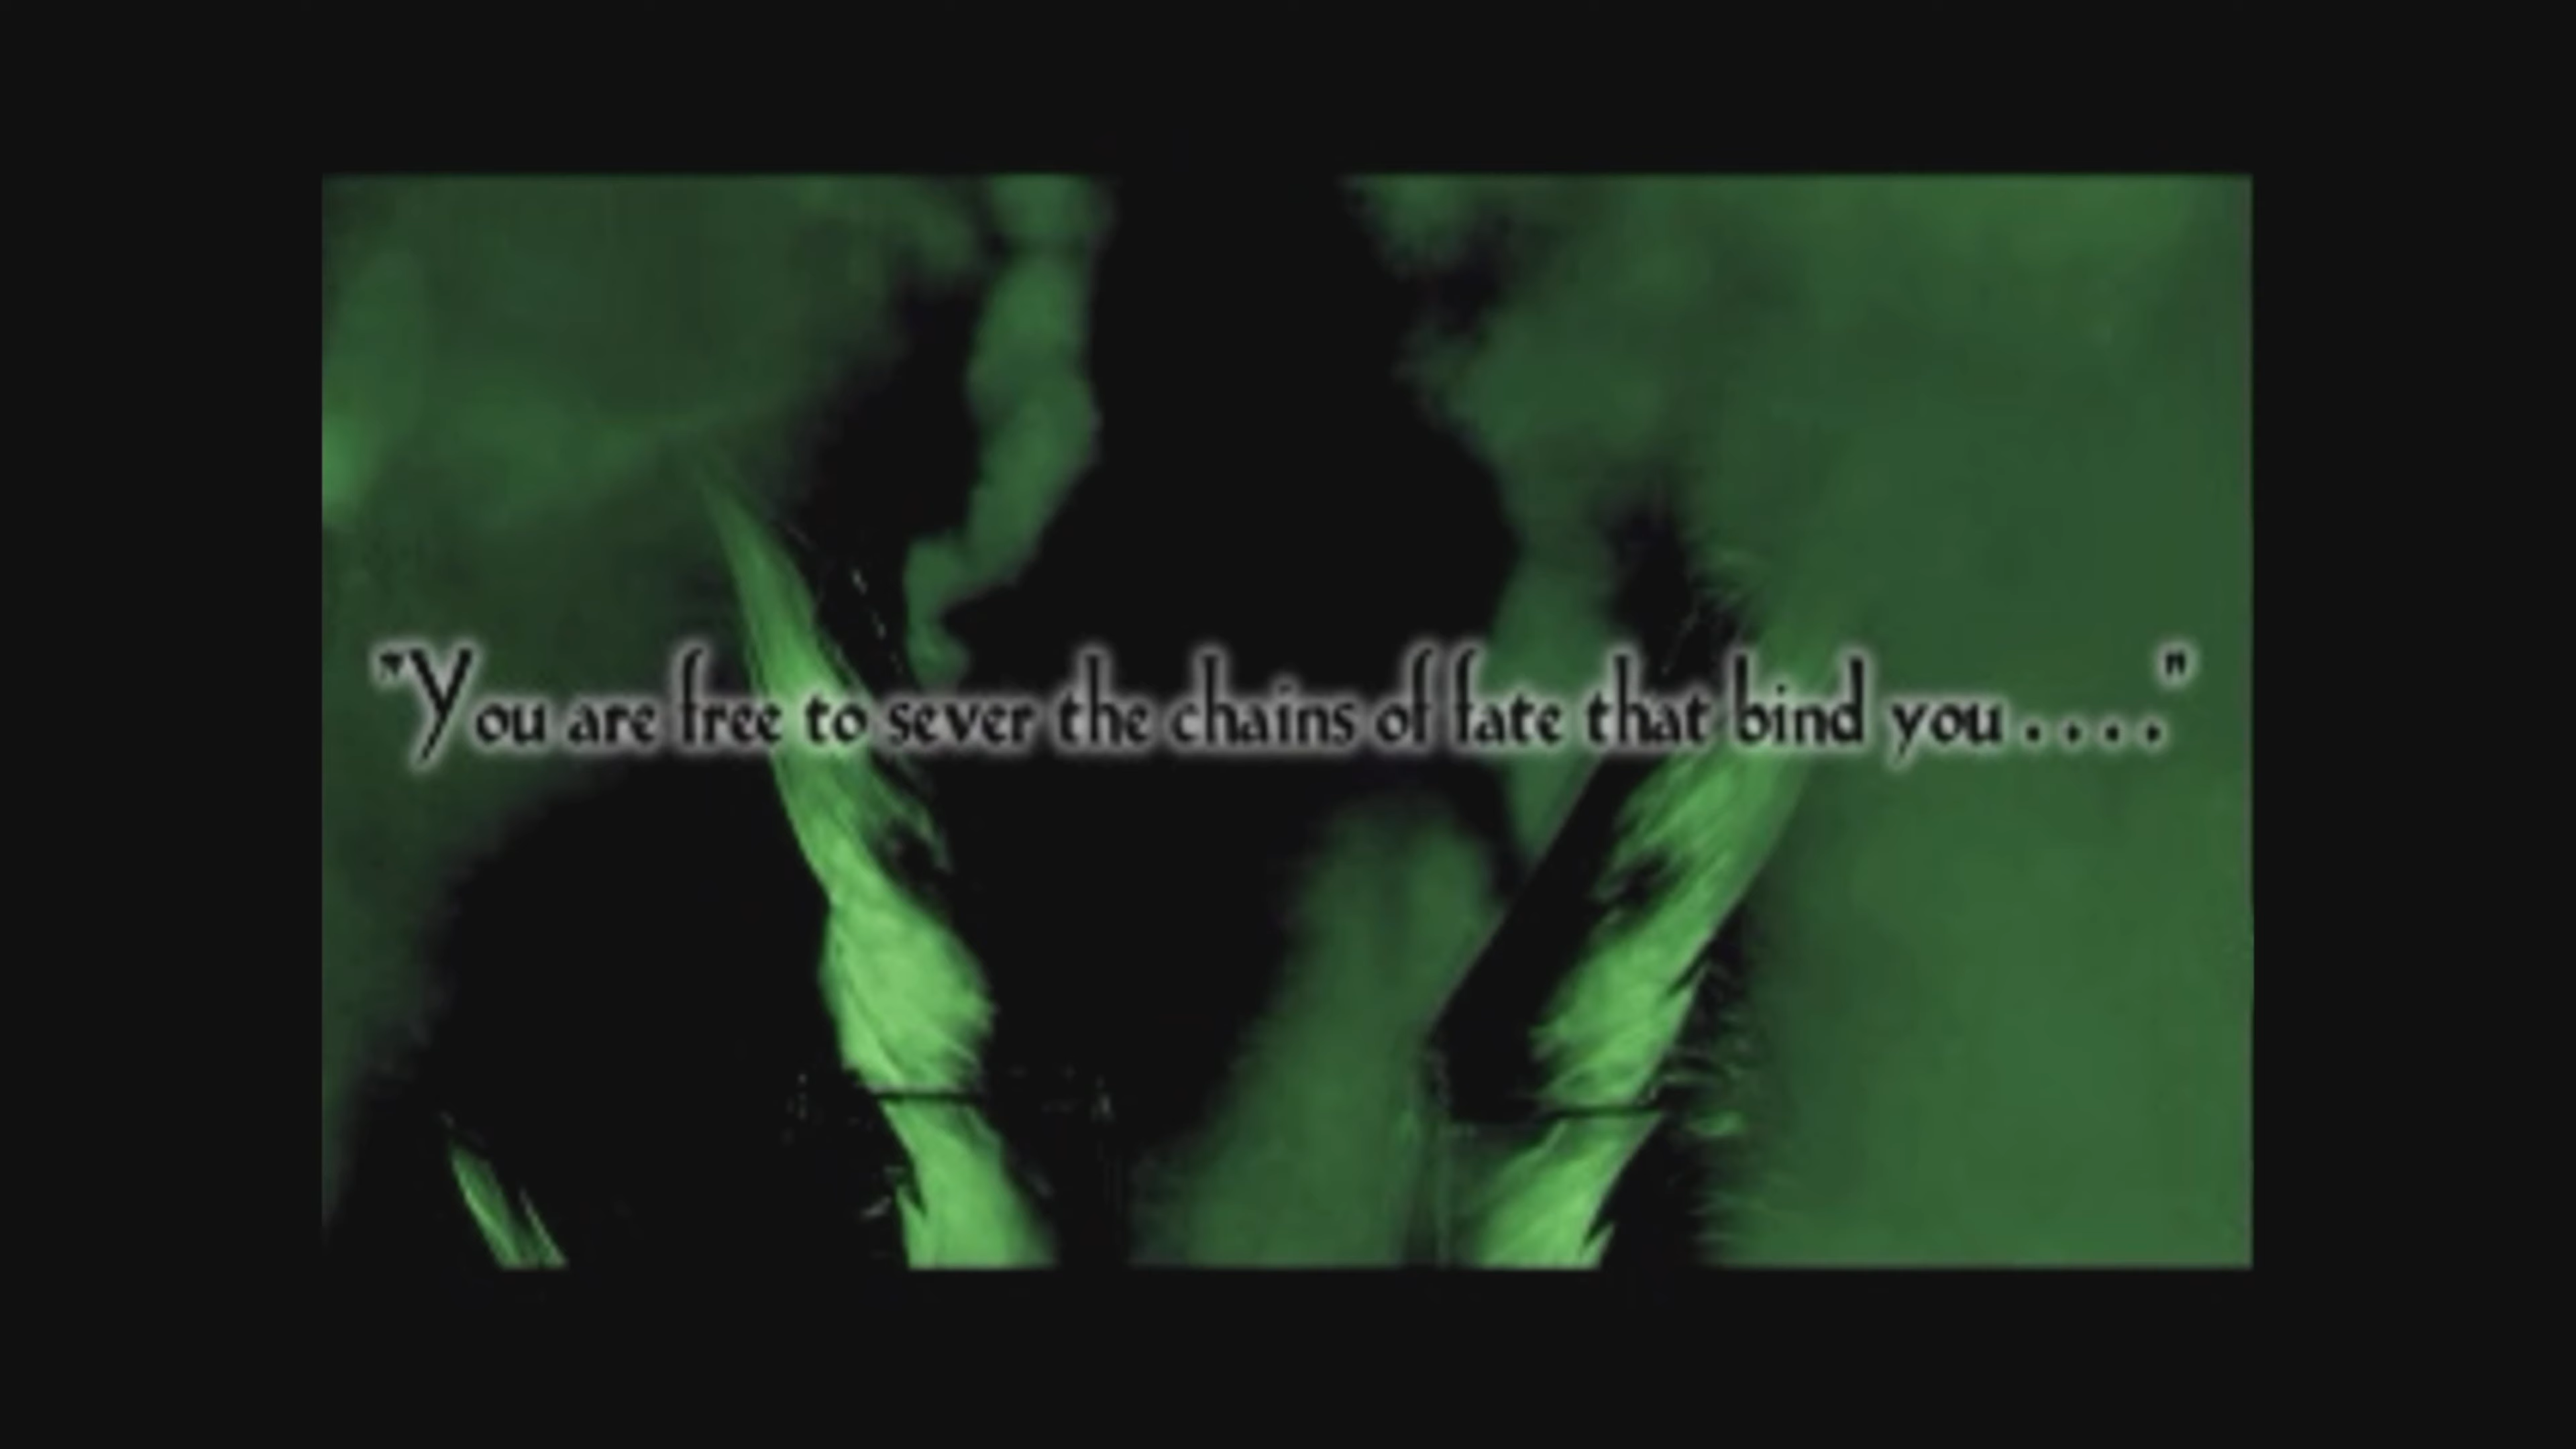 "You are free to sever the chains of fate that bind you . . . ."